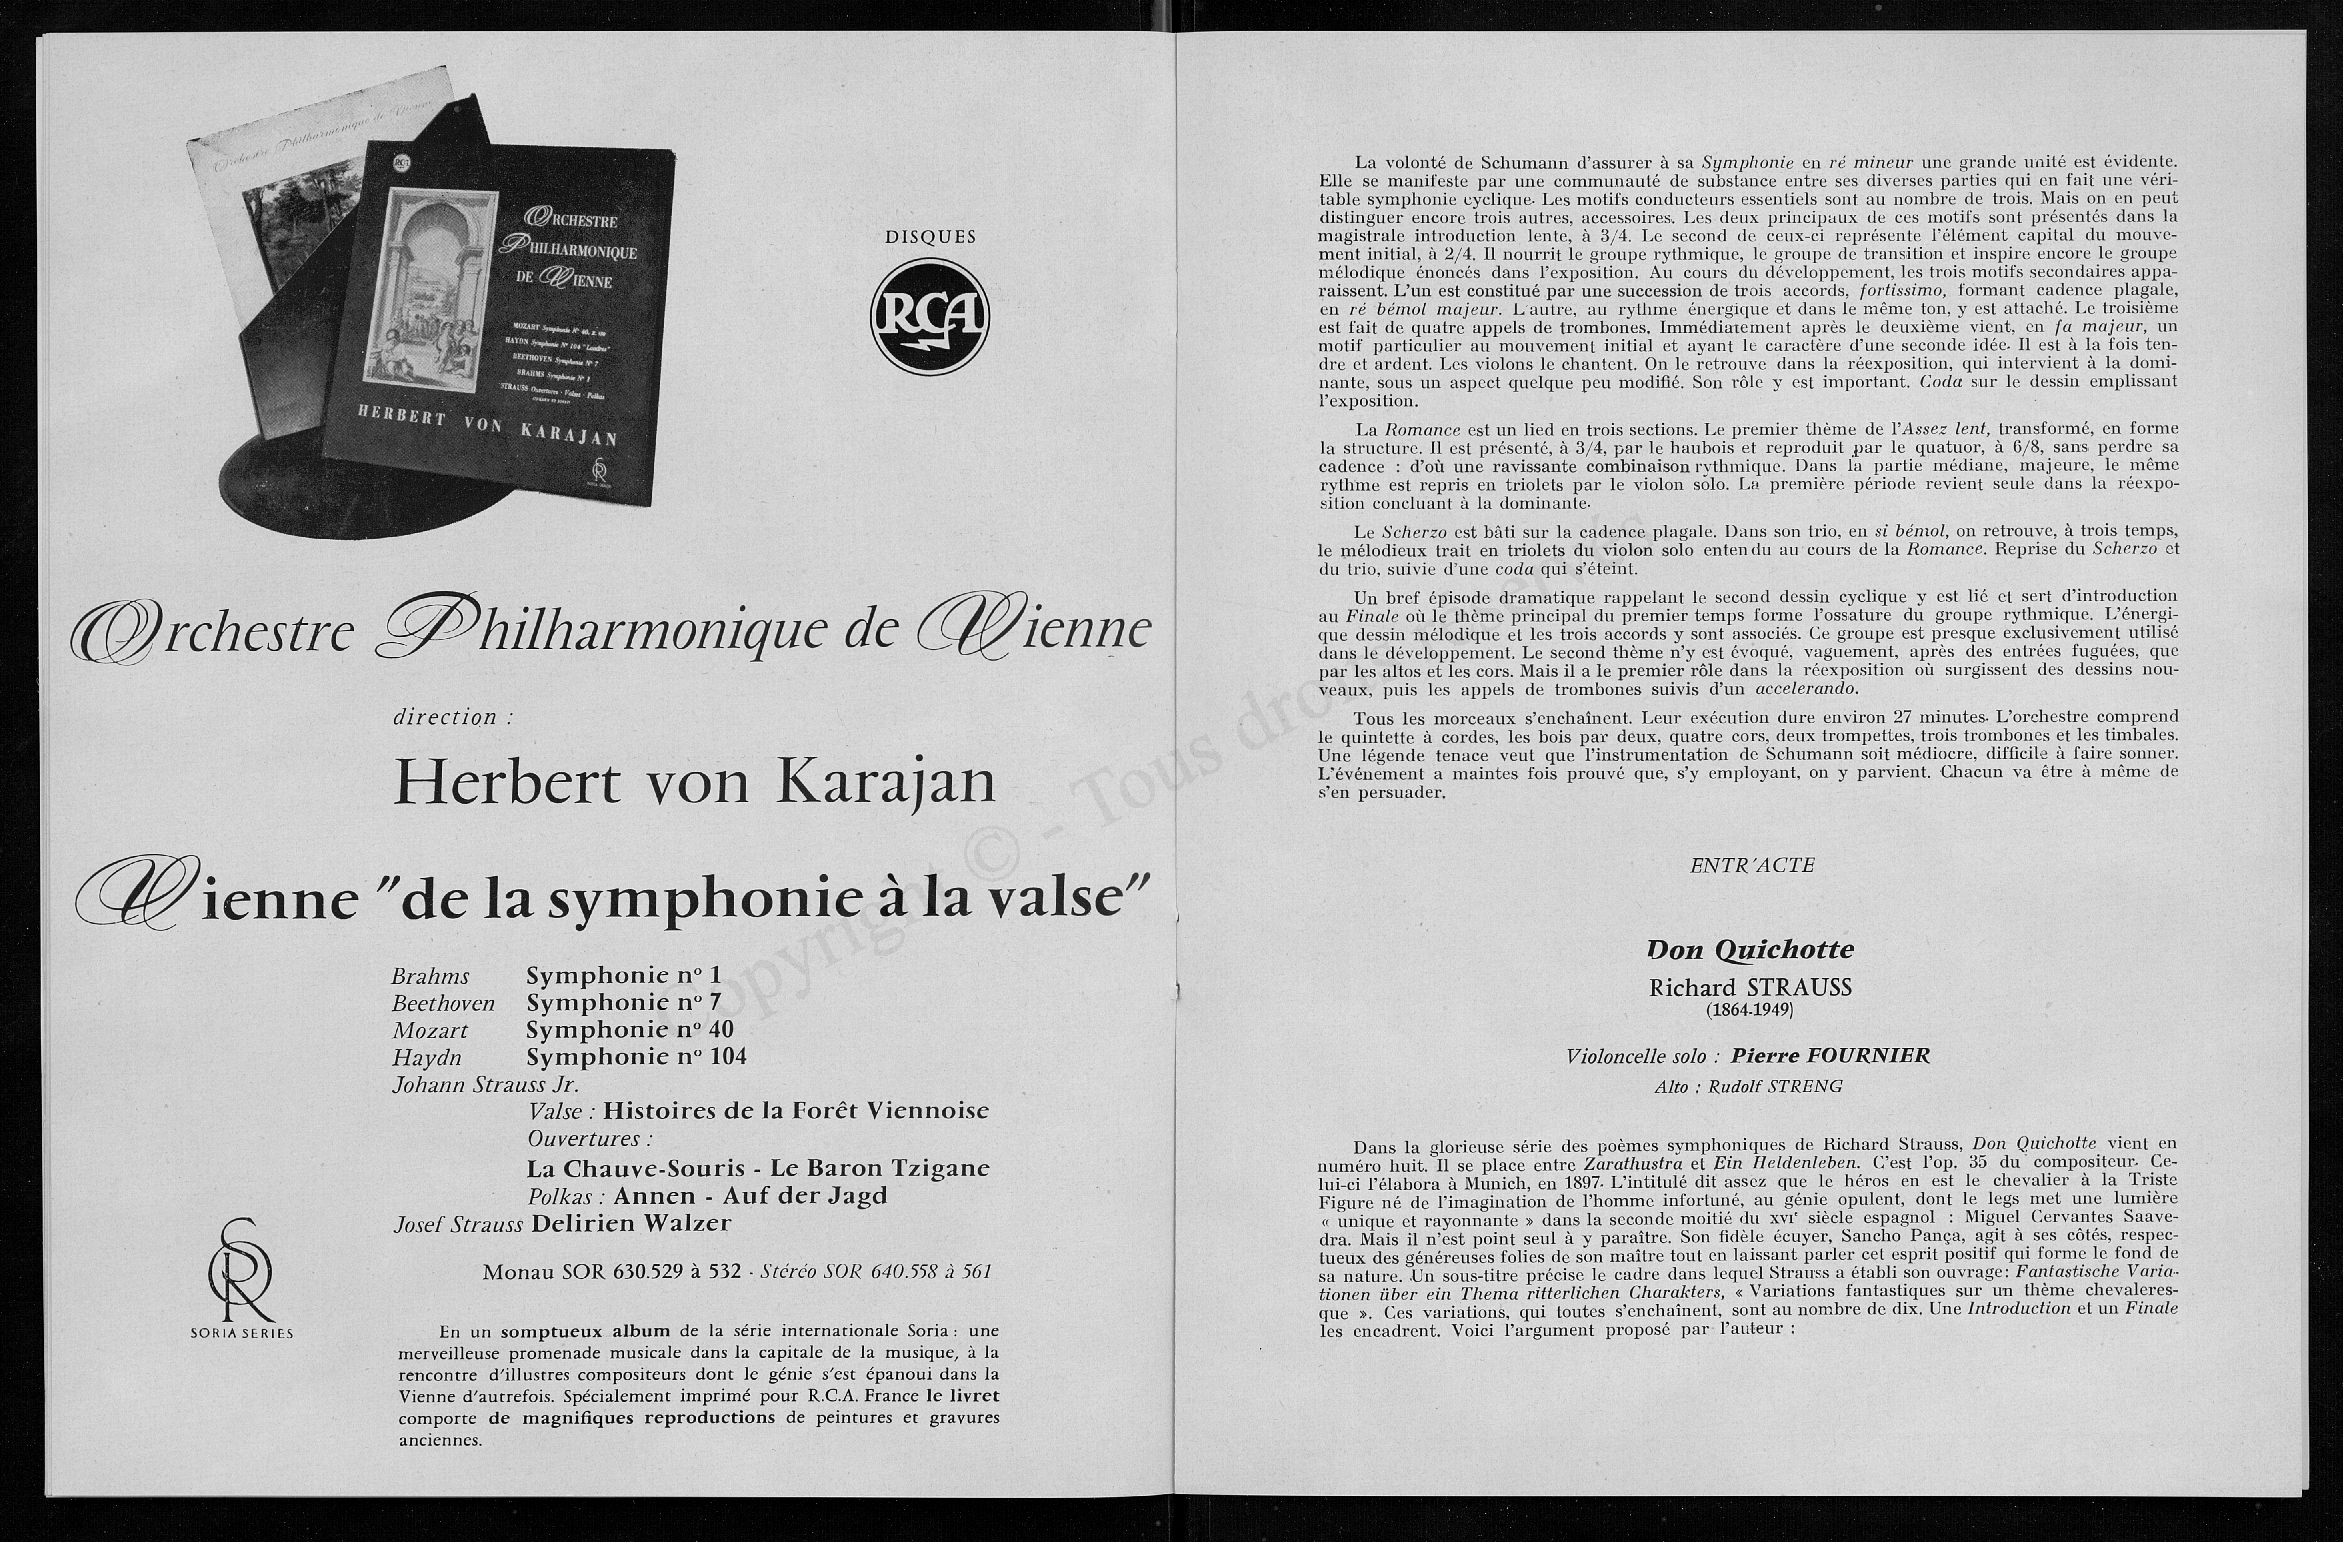 Orchestre Philharmonique de Vienne
RCA
ORCHESTRE
PHILHARMONIQUE
DE VIENNE
MOZART Symphonie Nº 40, K. 550
HAYDN Symphonie Nº 104 "Londres"
BEETHOVEN Symphonie Nº 7
BRAHMS Symphonie Nº 1
STRAUSS Ouvertures - Valses - Polkas
HERBERT VON KARAJAN
DISQUES
RCA
Orchestre Philharmonique de Vienne
direction :
Herbert von Karajan
Vienne "de la symphonie à la valse"
Brahms Symphonie nº 1
Beethoven Symphonie nº 7
Mozart Symphonie nº 40
Haydn Symphonie nº 104
Johann Strauss Jr.
Valse : Histoires de la Forêt Viennoise
Ouvertures :
La Chauve-Souris - Le Baron Tzigane
Polkas : Annen - Auf der Jagd
Josef Strauss Delirien Walzer
Monau SOR 630.529 à 532 - Stéréo SOR 640.558 à 561
SR
SORIA SERIES
En un somptueux album de la série internationale Soria : une
merveilleuse promenade musicale dans la capitale de la musique, à la
rencontre d'illustres compositeurs dont le génie s'est épanoui dans la
Vienne d'autrefois. Spécialement imprimé pour R.C.A. France le livret
comporte de magnifiques reproductions de peintures et gravures
anciennes.
La volonté de Schumann d'assurer à sa Symphonie en ré mineur une grande unité est évidente.
Elle se manifeste par une communauté de substance entre ses diverses parties qui en fait une véri-
table symphonie cyclique. Les motifs conducteurs essentiels sont au nombre de trois. Mais on en peut
distinguer encore trois autres, accessoires. Les deux principaux de ces motifs sont présentés dans la
magistrale introduction lente, à 3/4. Le second de ceux-ci représente l'élément capital du mouve-
ment initial, à 2/4. Il nourrit le groupe rythmique, le groupe de transition et inspire encore le groupe
mélodique énoncés dans l'exposition. Au cours du développement, les trois motifs secondaires appa-
raissent. L'un est constitué par une succession de trois accords, fortissimo, formant cadence plagale,
en ré bémol majeur. L'autre, au rythme énergique et dans le même ton, y est attaché. Le troisième
est fait de quatre appels de trombones. Immédiatement après le deuxième vient, en fa majeur, un
motif particulier au mouvement initial et ayant le caractère d'une seconde idée. Il est à la fois ten-
dre et ardent. Les violons le chantent. On le retrouve dans la réexposition, qui intervient à la domi-
nante, sous un aspect quelque peu modifié. Son rôle y est important. Coda sur le dessin emplissant
l'exposition.
La Romance est un lied en trois sections. Le premier thème de l'Assez lent, transformé, en forme
la structure. Il est présenté, à 3/4, par le haubois et reproduit par le quatuor, à 6/8, sans perdre sa
cadence : d'où une ravissante combinaison rythmique. Dans la partie médiane, majeure, le même
rythme est repris en triolets par le violon solo. La première période revient seule dans la réexpo-
sition concluant à la dominante.
Le Scherzo est bâti sur la cadence plagale. Dans son trio, en si bémol, on retrouve, à trois temps,
le mélodieux trait en triolets du violon solo entendu au cours de la Romance. Reprise du Scherzo et
du trio, suivie d'une coda qui s'éteint.
Un bref épisode dramatique rappelant le second dessin cyclique y est lié et sert d'introduction
au Finale où le thème principal du premier temps forme l'ossature du groupe rythmique. L'énergi-
que dessin mélodique et les trois accords y sont associés. Ce groupe est presque exclusivement utilisé
dans le développement. Le second thème n'y est évoqué, vaguement, après des entrées fuguées, que
par les altos et les cors. Mais il a le premier rôle dans la réexposition où surgissent des dessins nou-
veaux, puis les appels de trombones suivis d'un accelerando.
Tous les morceaux s'enchaînent. Leur exécution dure environ 27 minutes. L'orchestre comprend
le quintette à cordes, les bois par deux, quatre cors, deux trompettes, trois trombones et les timbales.
Une légende tenace veut que l'instrumentation de Schumann soit médiocre, difficile à faire sonner.
L'événement a maintes fois prouvé que, s'y employant, on y parvient. Chacun va être à même de
s'en persuader.
ENTR'ACTE
Don Quichotte
Richard STRAUSS
(1864-1949)
Violoncelle solo : Pierre FOURNIER
Alto : Rudolf STRENG
Dans la glorieuse série des poèmes symphoniques de Richard Strauss, Don Quichotte vient en
numéro huit. Il se place entre Zarathustra et Ein Heldenleben. C'est l'op. 35 du compositeur. Ce-
lui-ci l'élabora à Munich, en 1897. L'intitulé dit assez que le héros en est le chevalier à la Triste
Figure né de l'imagination de l'homme infortuné, au génie opulent, dont le legs met une lumière
« unique et rayonnante » dans la seconde moitié du XVIe siècle espagnol : Miguel Cervantes Saave-
dra. Mais il n'est point seul à y paraître. Son fidèle écuyer, Sancho Pança, agit à ses côtés, respec-
tueux des généreuses folies de son maître tout en laissant parler cet esprit positif qui forme le fond de
sa nature. Un sous-titre précise le cadre dans lequel Strauss a établi son ouvrage : Fantastische Varia-
tionen über ein Thema ritterlichen Charakters, « Variations fantastiques sur un thème chevaleres-
que ». Ces variations, qui toutes s'enchaînent, sont au nombre de dix. Une Introduction et un Finale
les encadrent. Voici l'argument proposé par l'auteur :
Copyright © - Tous droits réservés